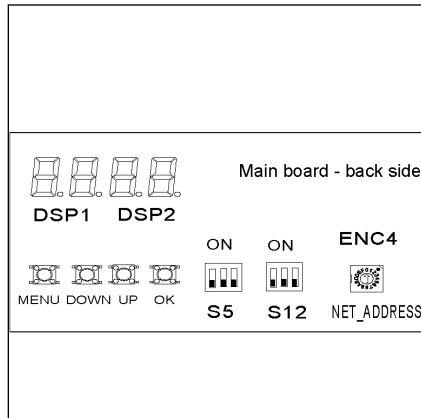 Main board - back side
DSP1 DSP2
ON ON ENC4
MENU DOWN UP OK
S5 S12 NET_ADDRESS